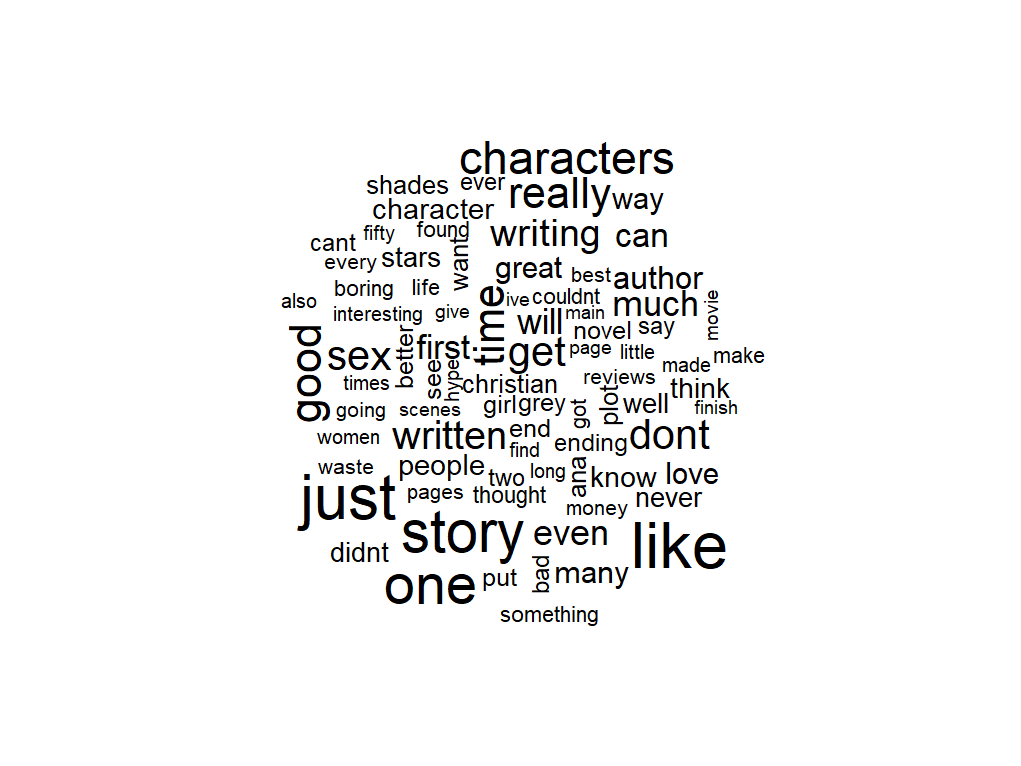 characters
shades ever really way
character
fifty found writing can
cant want
every stars great best author
boring life
also ive couldnt much movie
interesting give time will main novel say
good sex better first get page little make
see hype made
times christian reviews think
going scenes girl grey got plot well finish
women written end dont
find ending
waste people two long ana know love
just pages thought money never
story even like
didnt
one put bad many
something